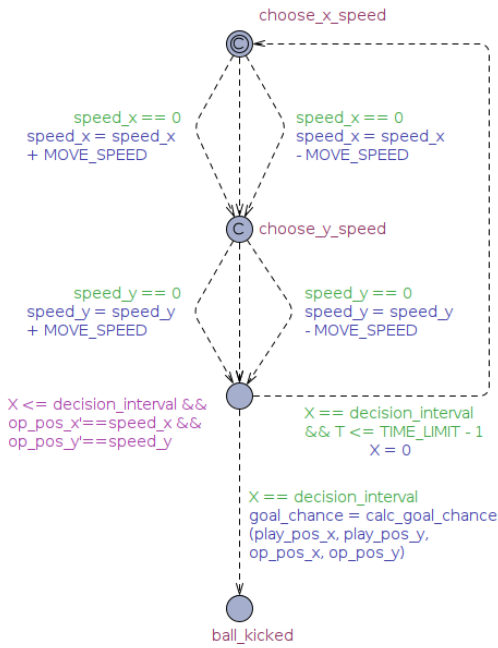 choose_x_speed
C
speed_x == 0
speed_x = speed_x
+ MOVE_SPEED
speed_x == 0
speed_x = speed_x
- MOVE_SPEED
C
choose_y_speed
speed_y == 0
speed_y = speed_y
+ MOVE_SPEED
speed_y == 0
speed_y = speed_y
- MOVE_SPEED
X <= decision_interval &&
op_pos_x'==speed_x &&
op_pos_y'==speed_y
X == decision_interval
&& T <= TIME_LIMIT - 1
X = 0
X == decision_interval
goal_chance = calc_goal_chance
(play_pos_x, play_pos_y,
op_pos_x, op_pos_y)
ball_kicked